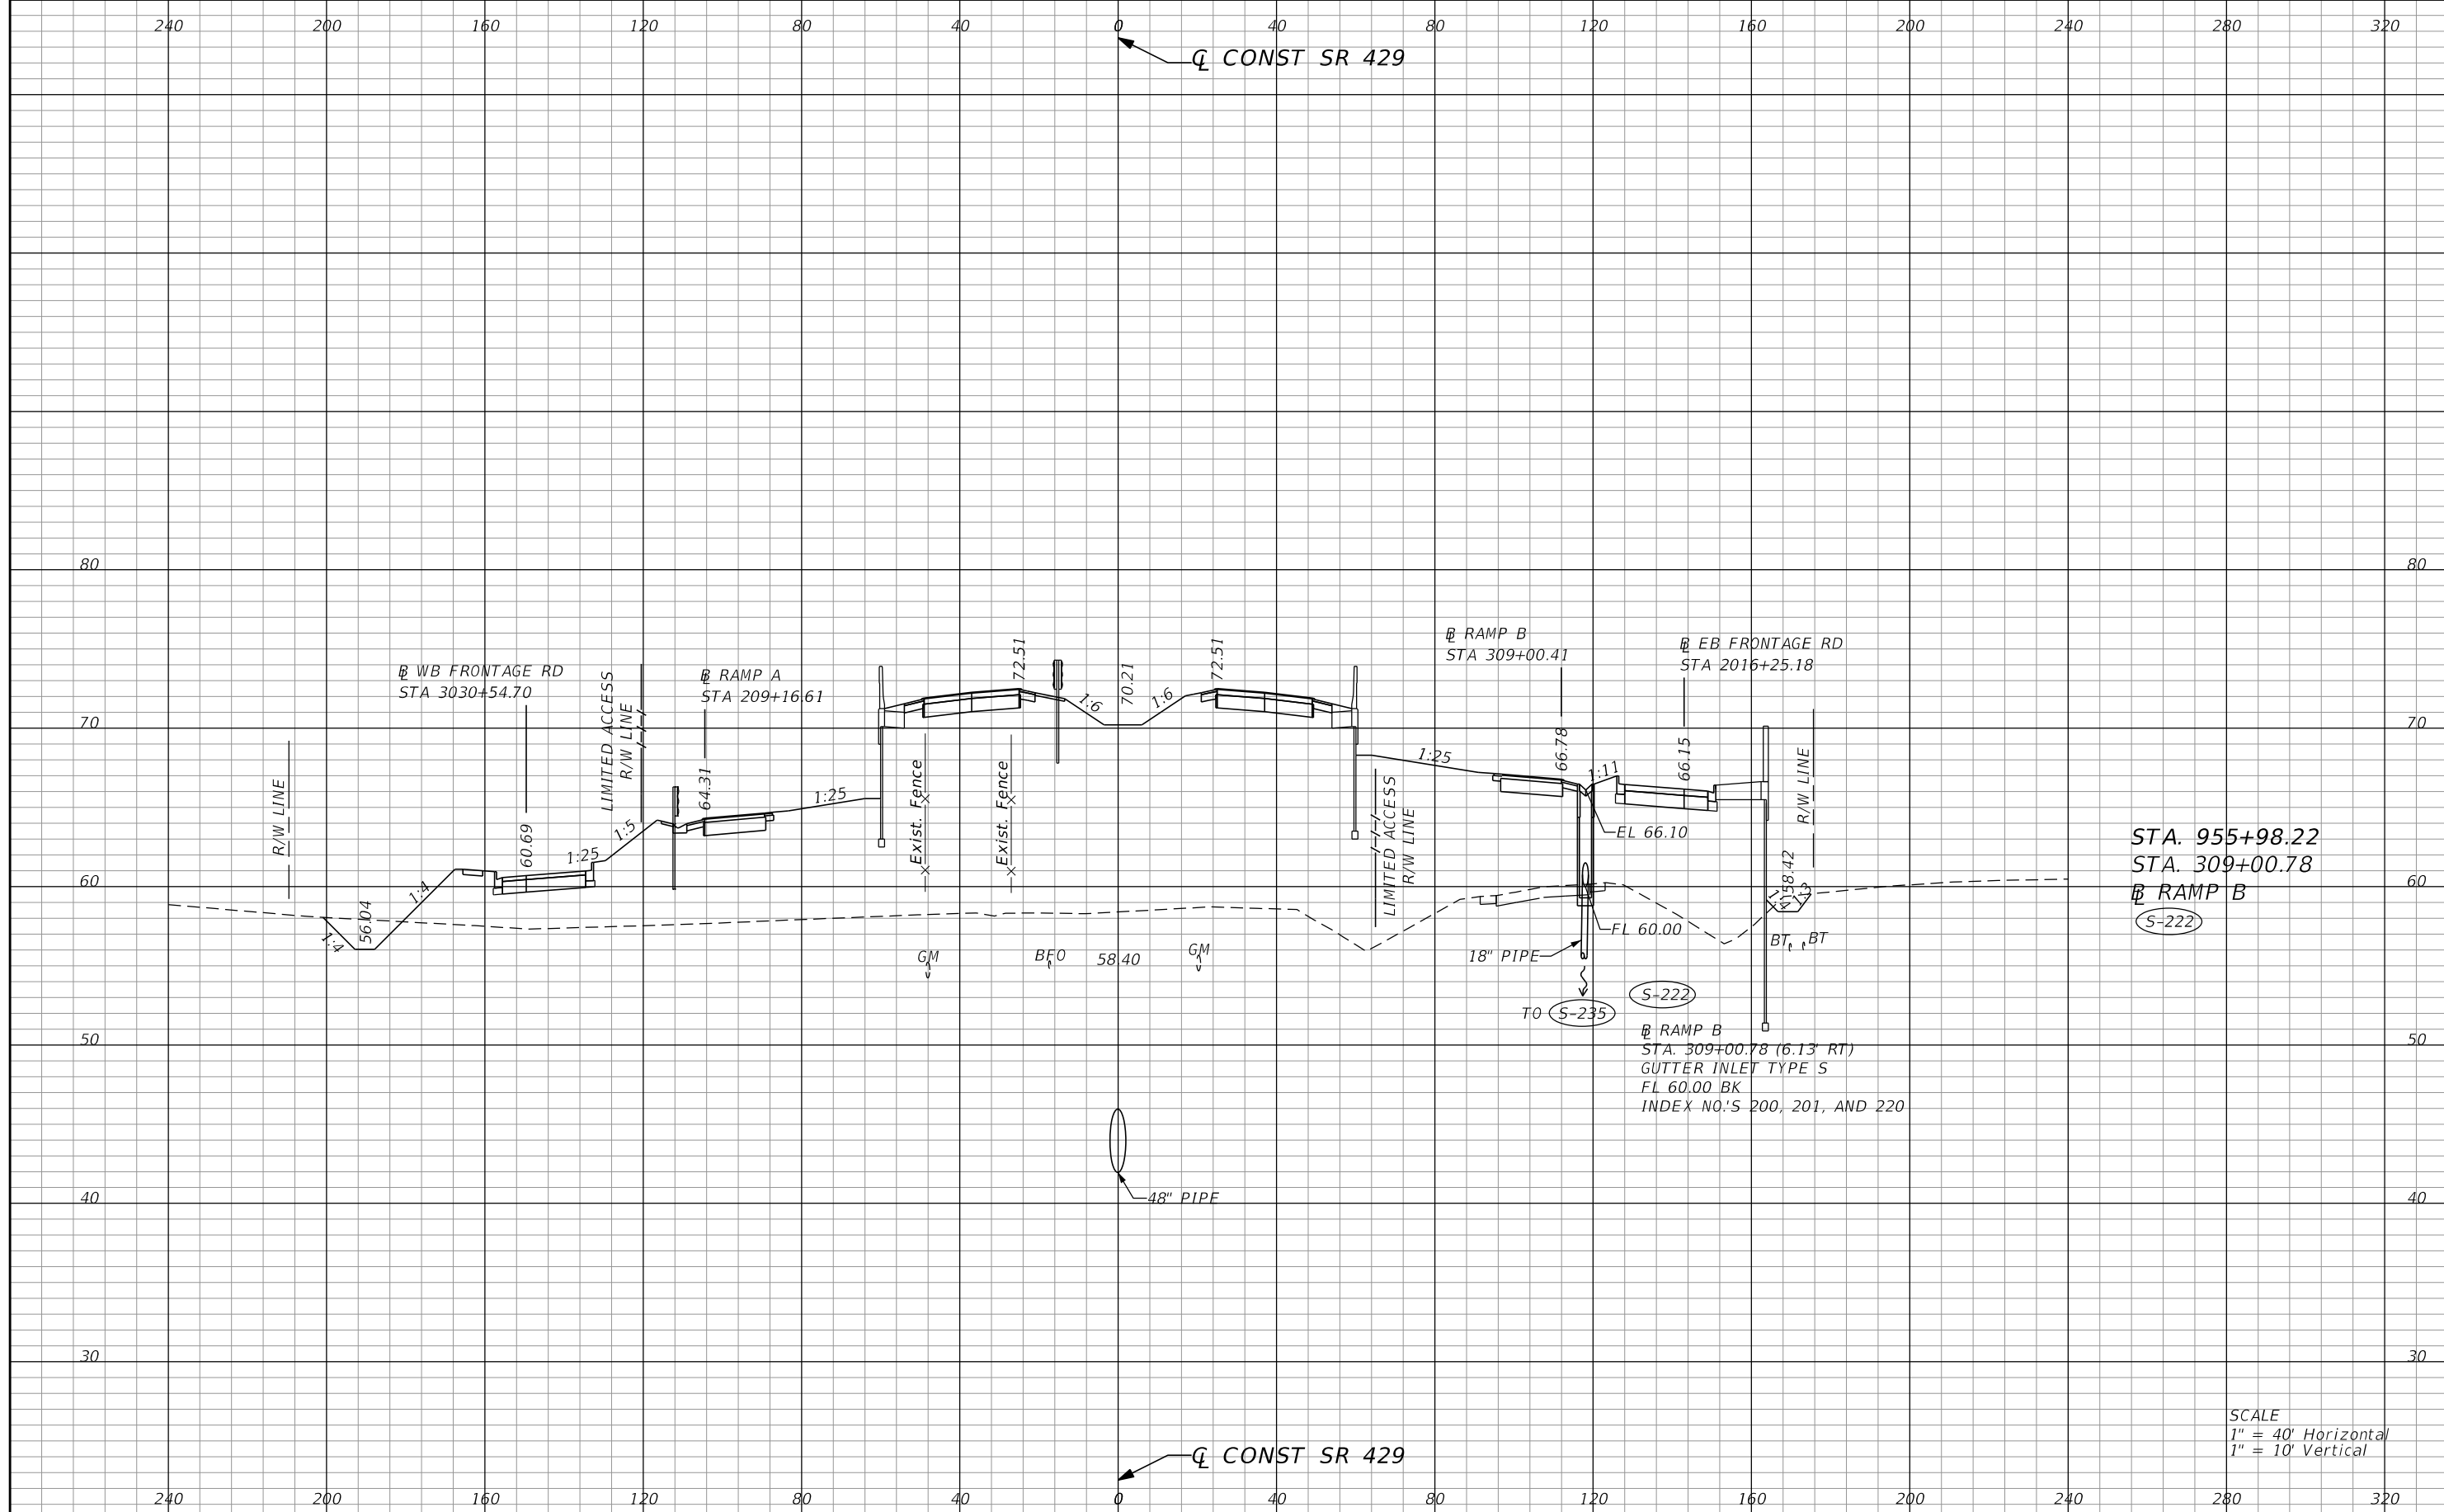 240 200 160 120 80 40 0 40 80 120 160 200 240 280 320
℄ CONST SR 429
80 80
℄ RAMP B
STA 309+00.41
℄ EB FRONTAGE RD
STA 2016+25.18
℄ WB FRONTAGE RD
STA 3030+54.70
LIMITED ACCESS
R/W LINE
℄ RAMP A
STA 209+16.61
72.51
70.21
72.51
1:6
1:6
70 70
66.78
66.15
1:25
1:11
R/W LINE
R/W LINE
60.69
1:25
1:5
64.31
1:25
Exist. Fence
Exist. Fence
LIMITED ACCESS
R/W LINE
EL 66.10
STA. 955+98.22
STA. 309+00.78
℄ RAMP B
S-222
60 60
1:4
56.04
1:4
58.42
1:3
FL 60.00
18" PIPE
GM
BFO
58.40
GM
BT
BT
S-222
TO S-235
50 50
℄ RAMP B
STA. 309+00.78 (6.13' RT)
GUTTER INLET TYPE S
FL 60.00 BK
INDEX NO.'S 200, 201, AND 220
40 40
48" PIPE
30 30
SCALE
1" = 40' Horizontal
1" = 10' Vertical
℄ CONST SR 429
240 200 160 120 80 40 0 40 80 120 160 200 240 280 320